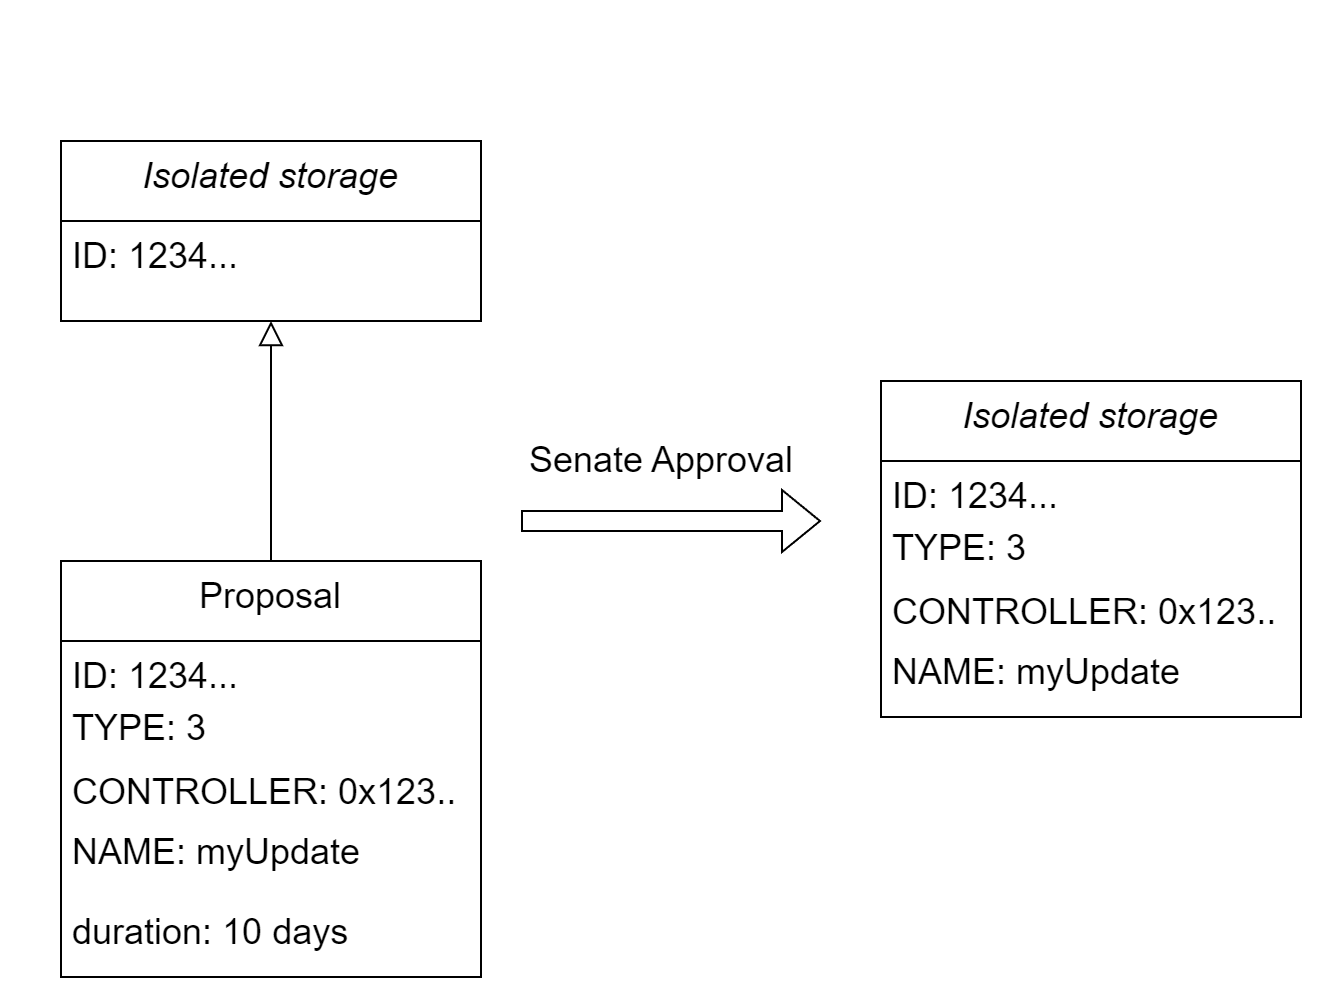 Isolated storage
ID: 1234...
Proposal
ID: 1234...
TYPE: 3
CONTROLLER: 0x123..
NAME: myUpdate
duration: 10 days
Senate Approval
Isolated storage
ID: 1234...
TYPE: 3
CONTROLLER: 0x123..
NAME: myUpdate